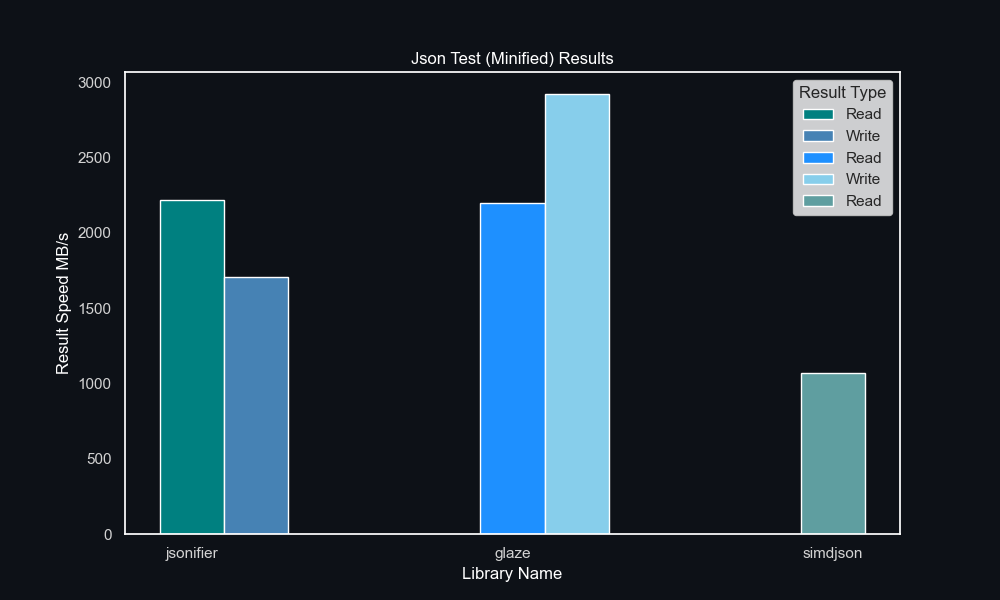 Json Test (Minified) Results
Result Speed MB/s
3000
2500
2000
1500
1000
500
0
Result Type
Read
Write
Read
Write
Read
jsonifier
glaze
simdjson
Library Name